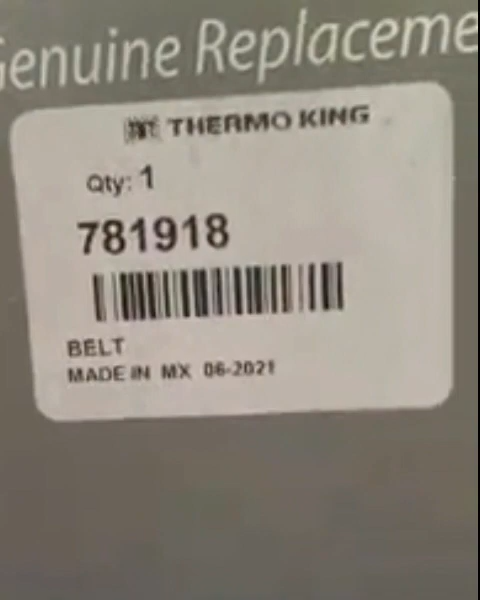 Genuine Replaceme
THERMO KING
Qty: 1
781918
BELT
MADE IN MX 06-2021